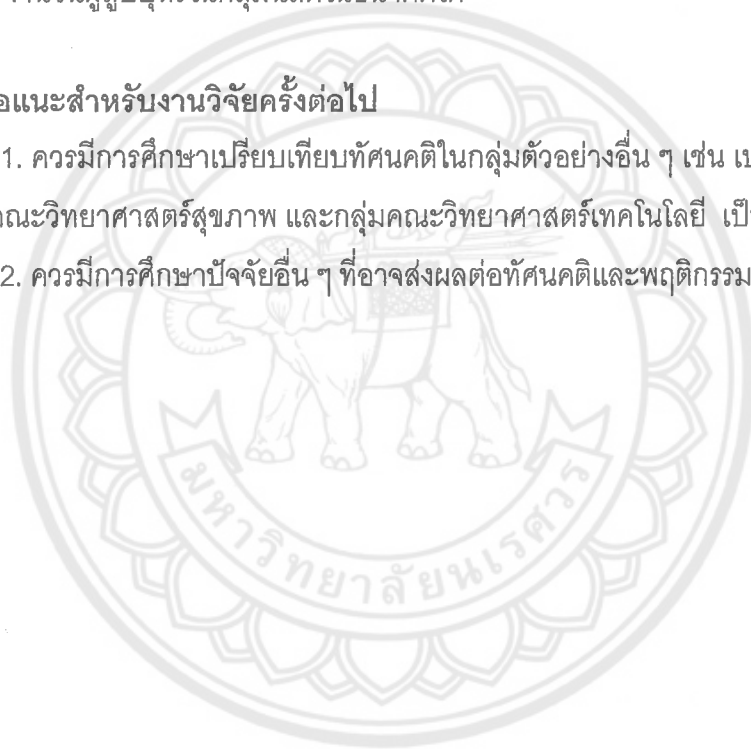 อแนะสำหรับงานวิจัยครั้งต่อไป
1. ควรมีการศึกษาเปรียบเทียบทัศนคติในกลุ่มตัวอย่างอื่น ๆ เช่น เป
คณะวิทยาศาสตร์สุขภาพ และกลุ่มคณะวิทยาศาสตร์เทคโนโลยี เป็
2. ควรมีการศึกษาปัจจัยอื่น ๆ ที่อาจส่งผลต่อทัศนคติและพฤติกรรม
มหาวิทยาลัยนเรศวร